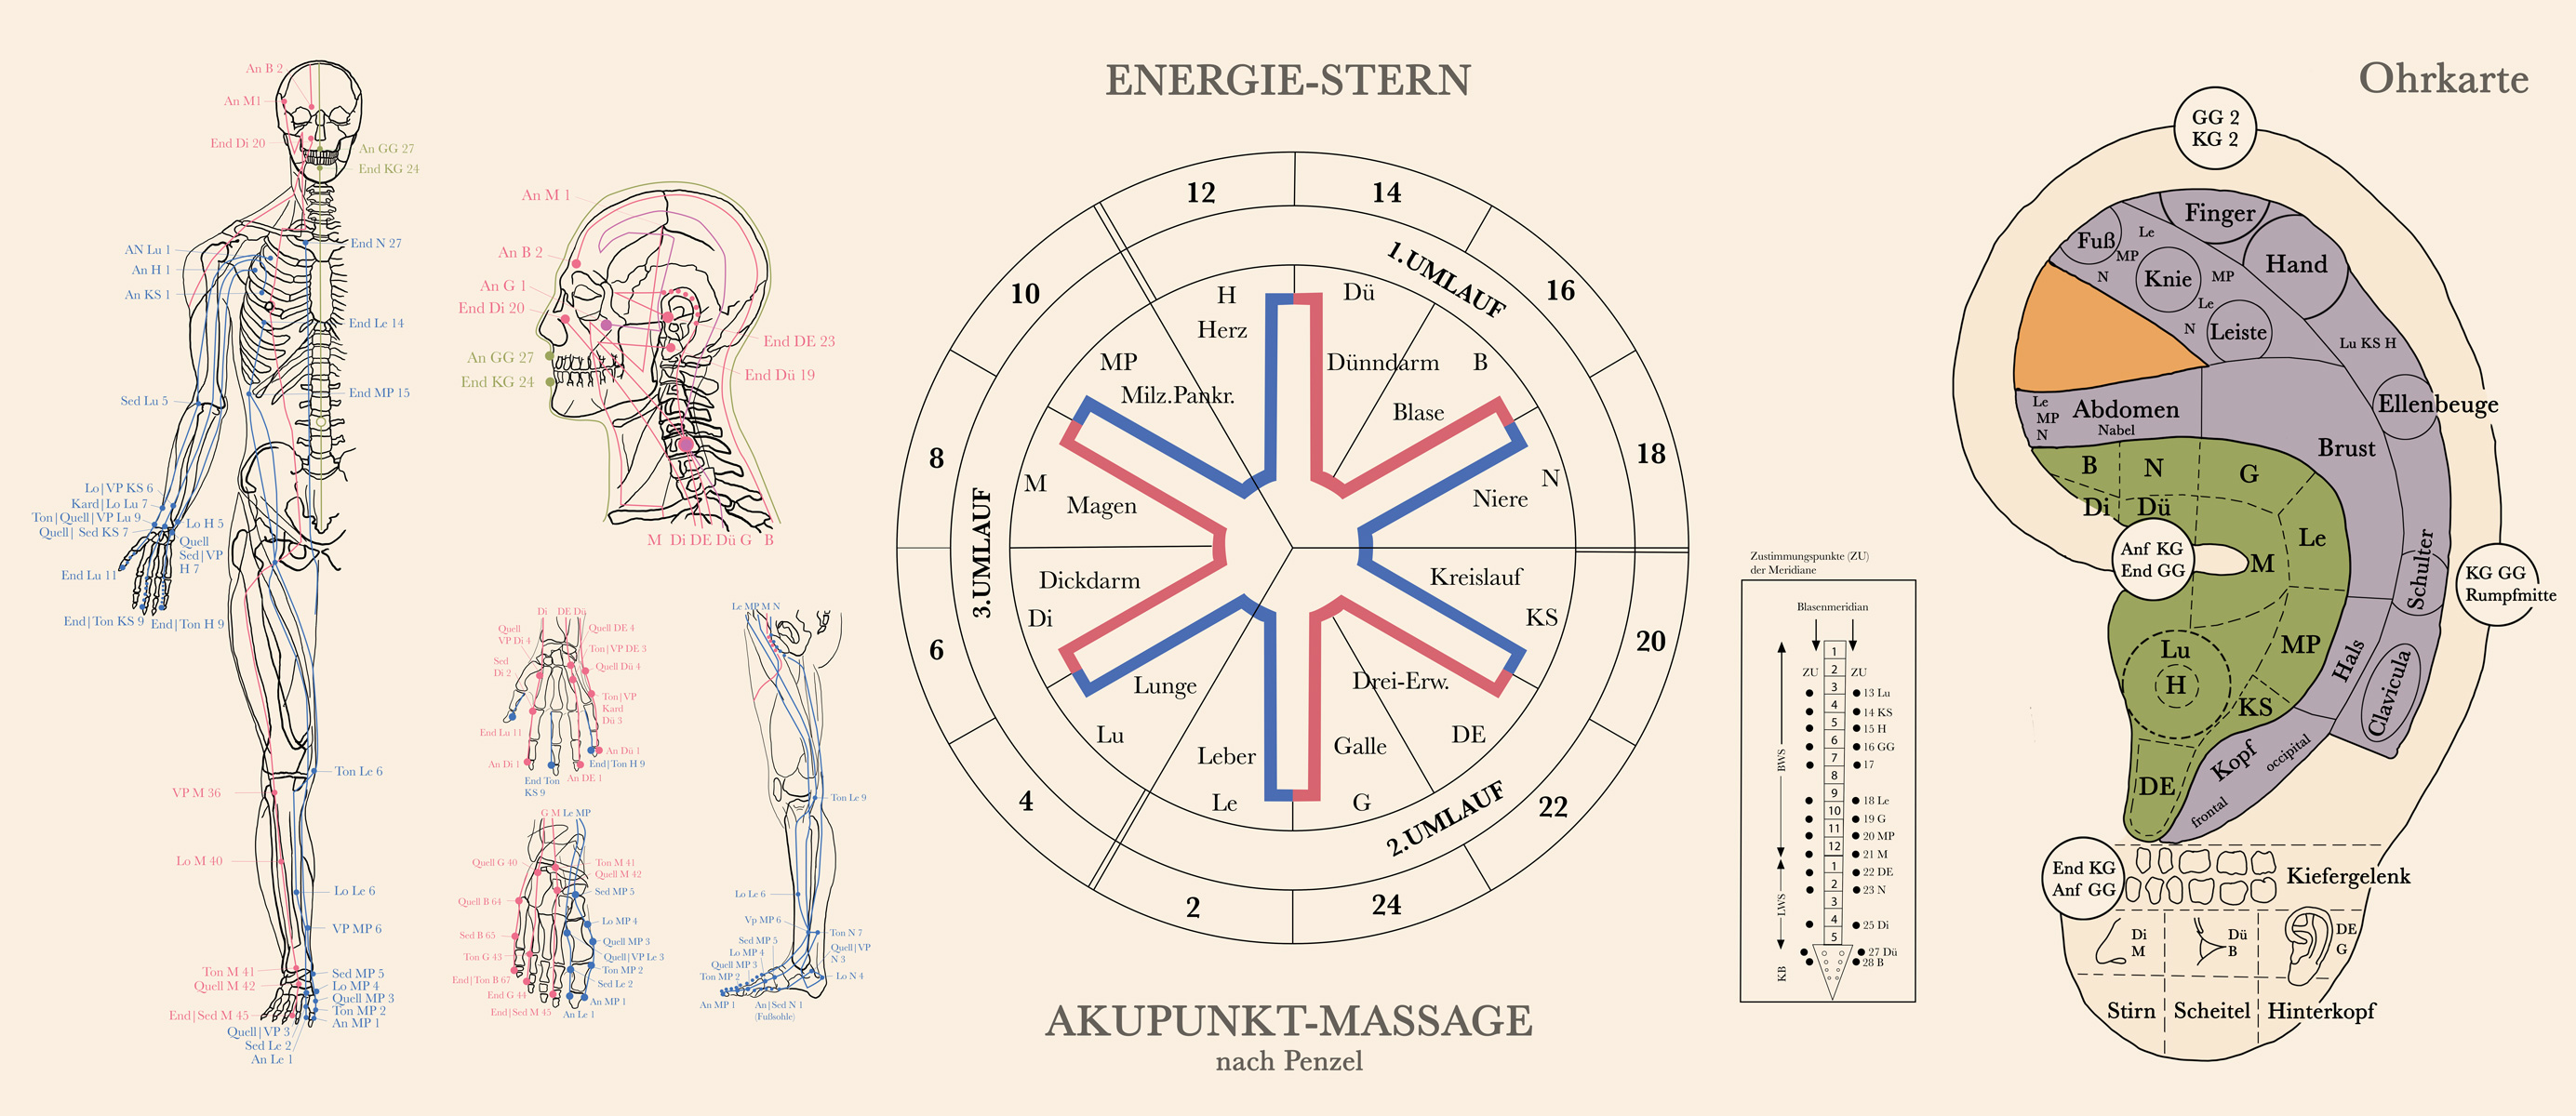 ENERGIE-STERN
AKUPUNKT-MASSAGE
nach Penzel
Ohrkarte
An B 2
An M1
End Di 20
An GG 27
End KG 24
AN Lu 1
An H 1
An KS 1
End N 27
End Le 14
Sed Lu 5
End MP 15
Lo|VP KS 6
Kard|Lo Lu 7
Ton|Quell|VP Lu 9
Quell| Sed KS 7
Lo H 5
Quell
Sed|VP
H 7
End Lu 11
End|Ton KS 9
End|Ton H 9
Ton Le 6
VP M 36
Lo M 40
Lo Le 6
VP MP 6
Ton M 41
Quell M 42
End|Sed M 45
Quell|VP 3
Sed Le 2
An Le 1
Sed MP 5
Lo MP 4
Quell MP 3
Ton MP 2
An MP 1
An M 1
An B 2
An G 1
End Di 20
An GG 27
End KG 24
End DE 23
End Dü 19
M Di DE Dü G B
Di DE Dü
Quell
VP Di 4
Sed
Di 2
Quell DE 4
Ton|VP DE 3
Quell Dü 4
Ton|VP
Kard
Dü 3
End Lu 11
An Di 1
End Ton
KS 9
An DE 1
An Dü 1
End|Ton H 9
G M Le MP
Quell G 40
Ton M 41
Quell M 42
Sed MP 5
Quell B 64
Lo MP 4
Sed B 65
Quell MP 3
Ton G 43
Quell|VP Le 3
Ton MP 2
End|Ton B 67
Sed Le 2
End G 44
An MP 1
End|Sed M 45
An Le 1
Le MP M N
Ton Le 9
Lo Le 6
Vp MP 6
Ton N 7
Sed MP 5
Lo MP 4
Quell MP 3
Ton MP 2
An MP 1
Quell|VP
N 3
Lo N 4
An|Sed N 1
(Fußsohle)
12
14
16
18
20
22
24
2
4
6
8
10
1.UMLAUF
2.UMLAUF
3.UMLAUF
H
Herz
Dü
Dünndarm
B
Blase
N
Niere
Kreislauf
KS
Drei-Erw.
DE
Galle
G
Leber
Le
Lunge
Lu
Dickdarm
Di
M
Magen
MP
Milz.Pankr.
Zustimmungspunkte (ZU)
der Meridiane
Blasenmeridian
ZU
ZU
BWS
LWS
KB
1
2
3
4
5
6
7
8
9
10
11
12
1
2
3
4
5
13 Lu
14 KS
15 H
16 GG
17
18 Le
19 G
20 MP
21 M
22 DE
23 N
25 Di
27 Dü
28 B
GG 2
KG 2
Finger
Fuß
Le
MP
N
Knie
MP
Hand
Le
N
Leiste
Lu KS H
Ellenbeuge
Le
MP
N
Abdomen
Nabel
Brust
B
N
G
Di
Dü
Le
Anf KG
End GG
M
Schulter
KG GG
Rumpfmitte
Lu
H
MP
Hals
KS
Clavicula
DE
Kopf
occipital
frontal
End KG
Anf GG
Kiefergelenk
Di
M
Dü
B
DE
G
Stirn
Scheitel
Hinterkopf